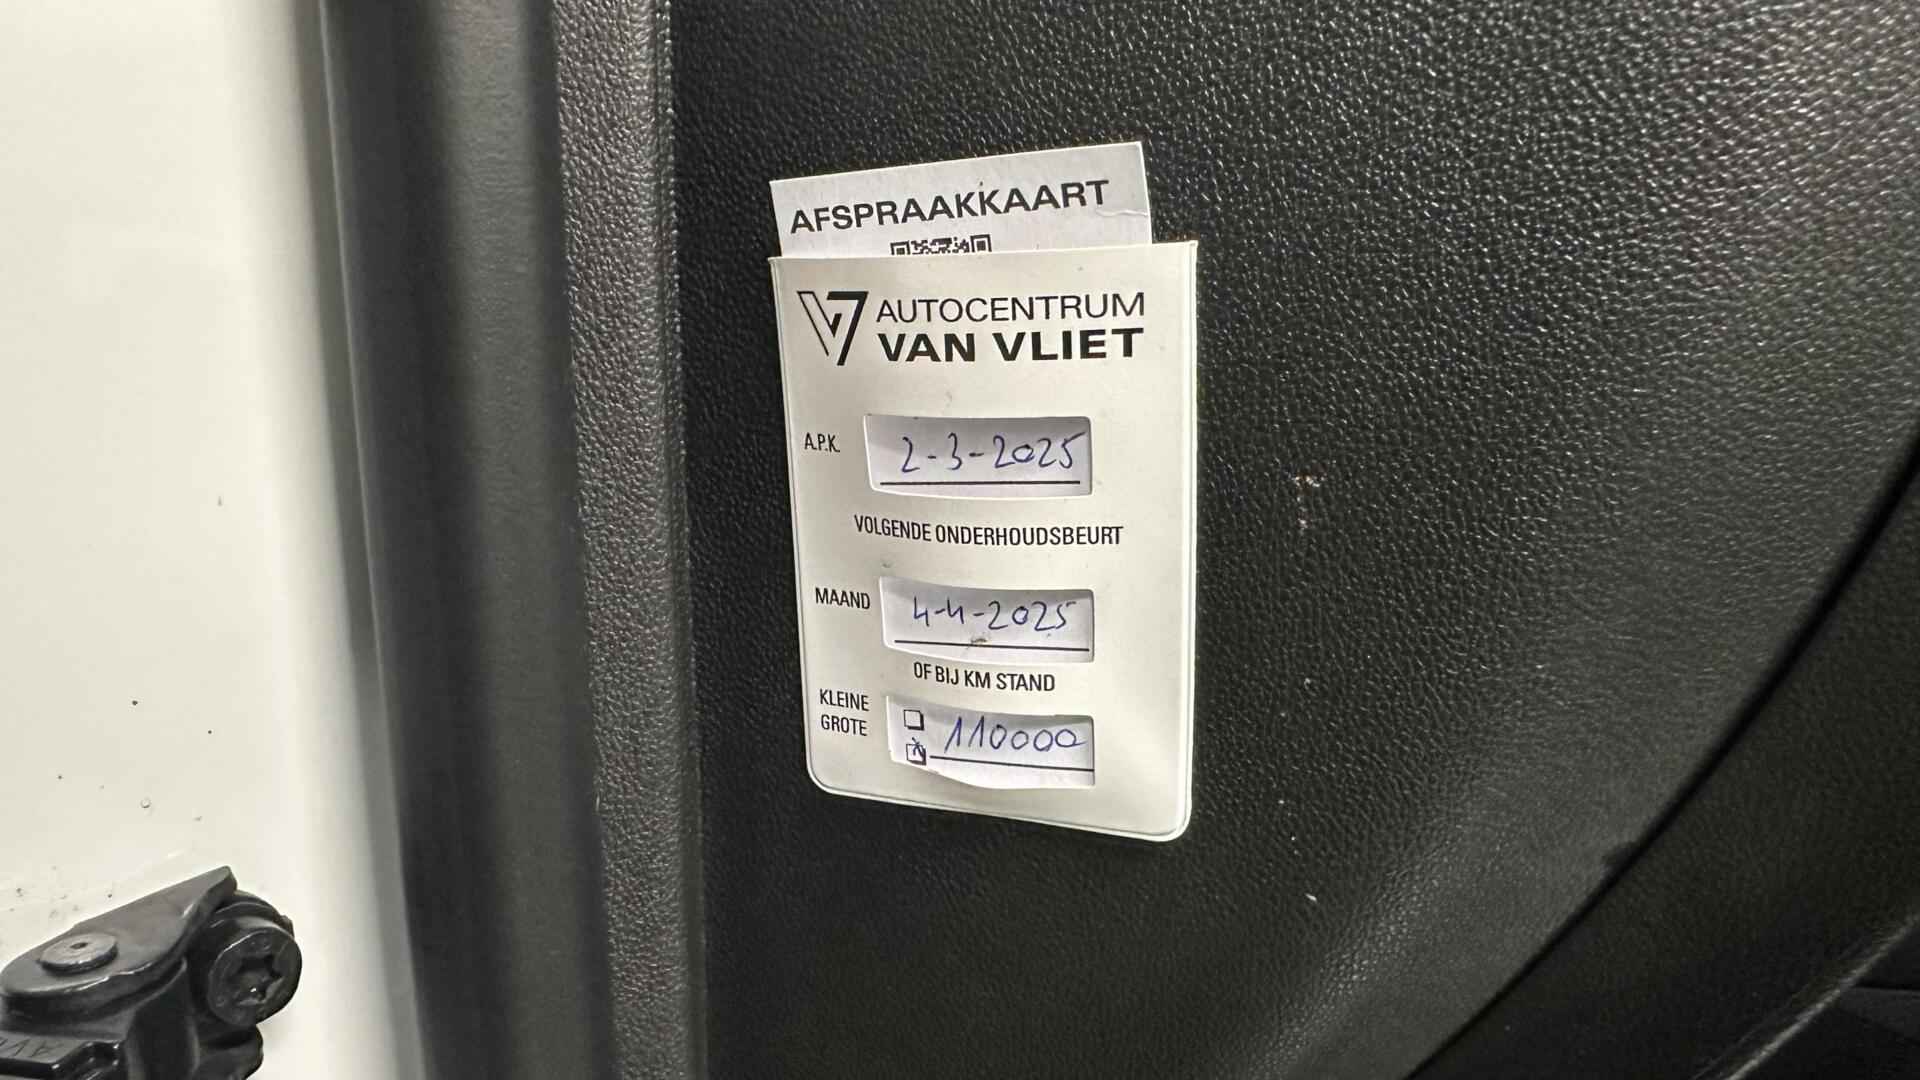 AFSPRAAKKAART
AUTOCENTRUM
VAN VLIET
A.P.K. 2-3-2025
VOLGENDE ONDERHOUDSBEURT
MAAND 4-4-2025
OF BIJ KM STAND
KLEINE
GROTE 110000